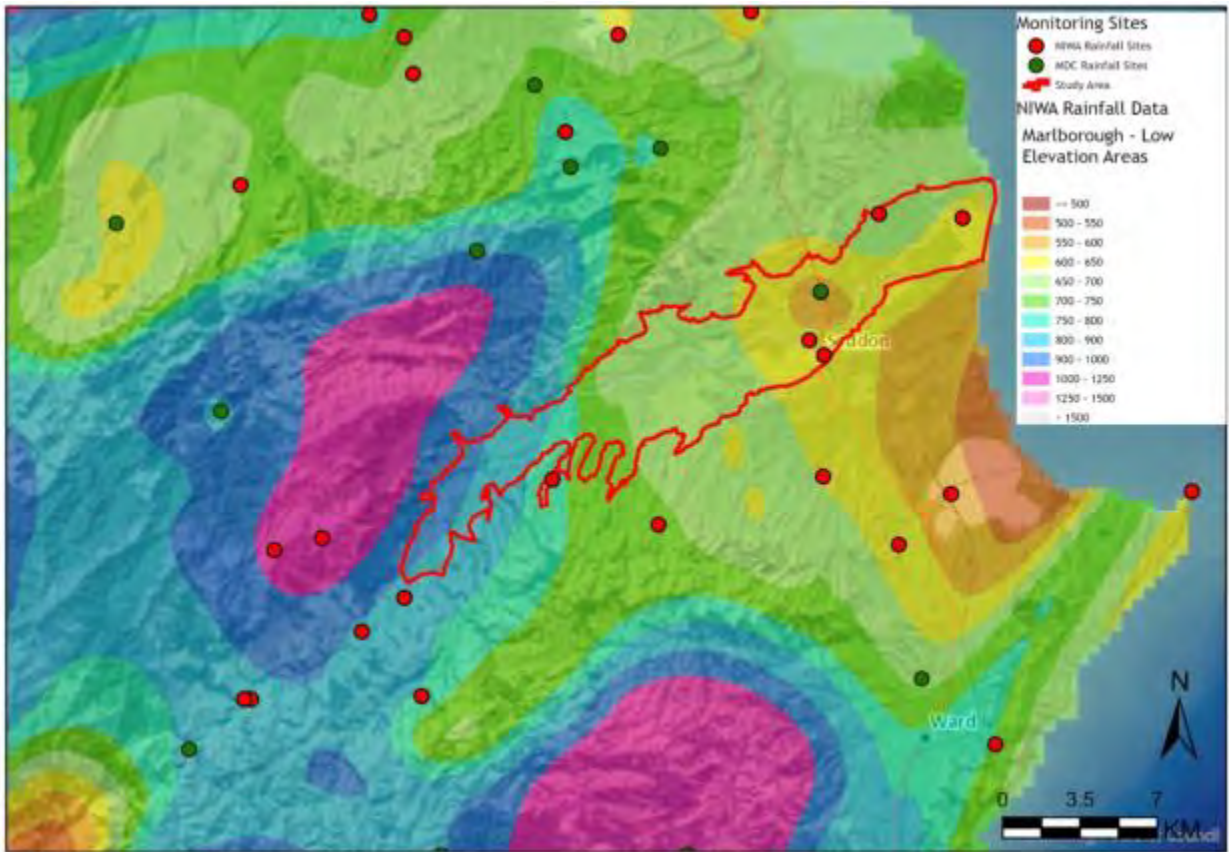 Monitoring Sites
NIWA Rainfall Sites
MDC Rainfall Sites
Study Area
NIWA Rainfall Data
Marlborough - Low
Elevation Areas
<= 500
500 - 550
550 - 600
600 - 650
650 - 700
700 - 750
750 - 800
800 - 900
900 - 1000
1000 - 1250
1250 - 1500
> 1500
Seddon
Ward
N
0 3.5 7
KM